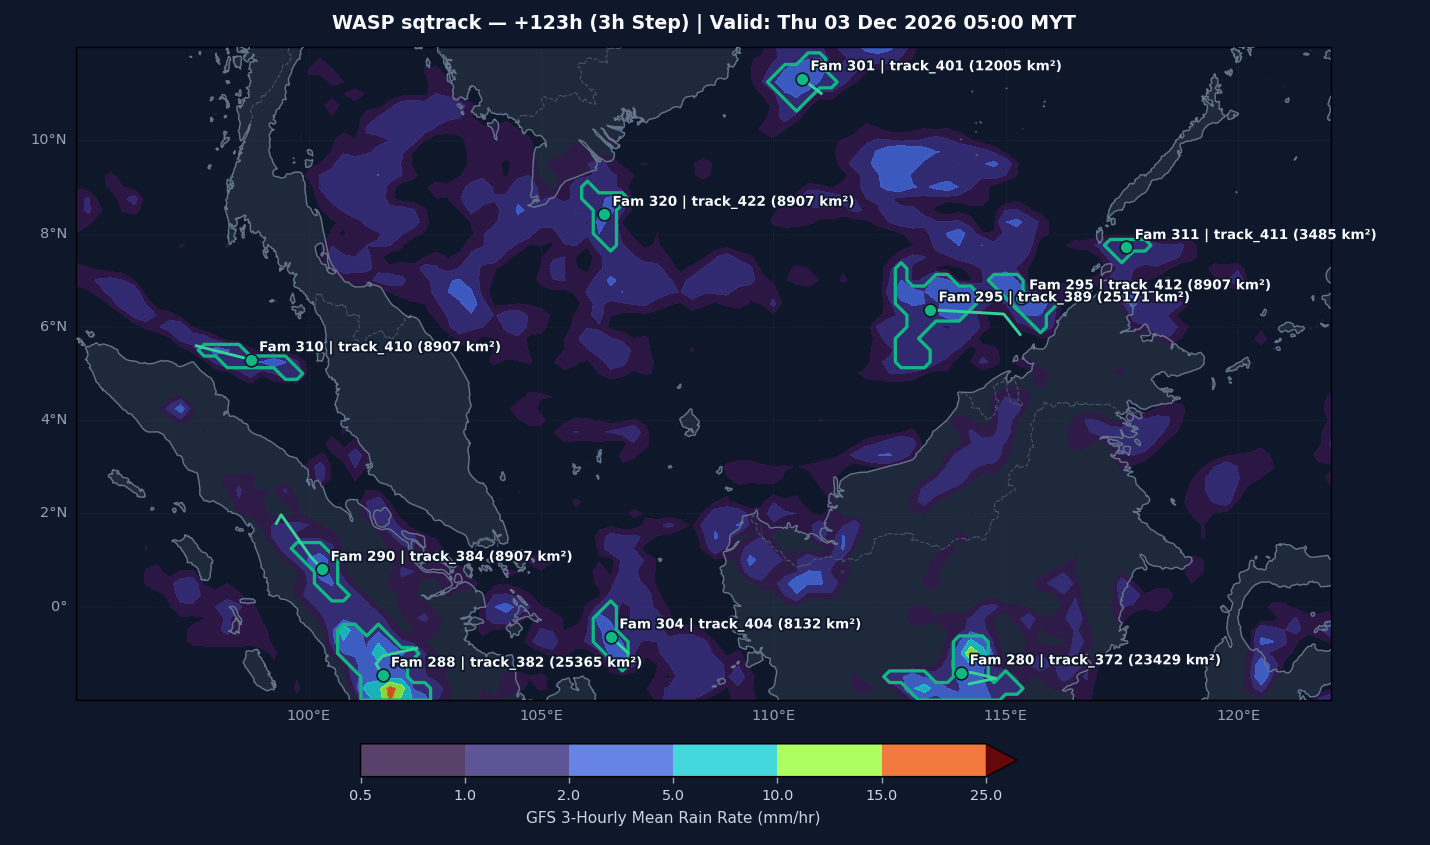 WASP sqtrack — +123h (3h Step) | Valid: Thu 03 Dec 2026 05:00 MYT
Fam 301 | track_401 (12005 km²)
10°N
Fam 320 | track_422 (8907 km²)
8°N
Fam 311 | track_411 (3485 km²)
Fam 295 | track_412 (8907 km²)
Fam 295 | track_389 (25171 km²)
6°N
Fam 310 | track_410 (8907 km²)
4°N
2°N
Fam 290 | track_384 (8907 km²)
0°
Fam 304 | track_404 (8132 km²)
Fam 288 | track_382 (25365 km²)
Fam 280 | track_372 (23429 km²)
100°E 105°E 110°E 115°E 120°E
0.5 1.0 2.0 5.0 10.0 15.0 25.0
GFS 3-Hourly Mean Rain Rate (mm/hr)